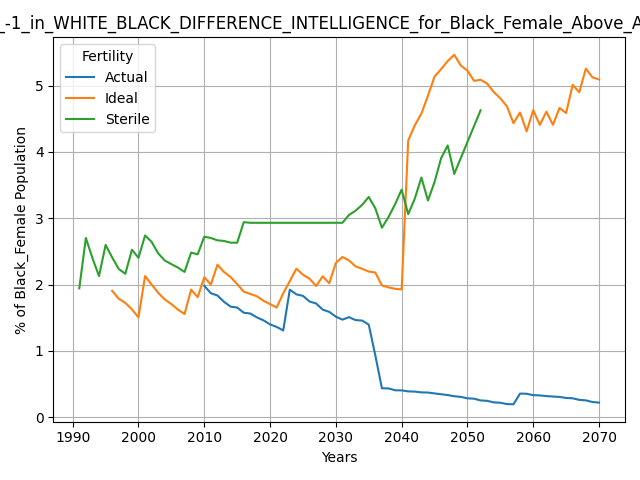 _-1_in_WHITE_BLACK_DIFFERENCE_INTELLIGENCE_for_Black_Female_Above_A
Fertility
Actual
Ideal
Sterile
% of Black_Female Population
5
4
3
2
1
0
1990 2000 2010 2020 2030 2040 2050 2060 2070
Years